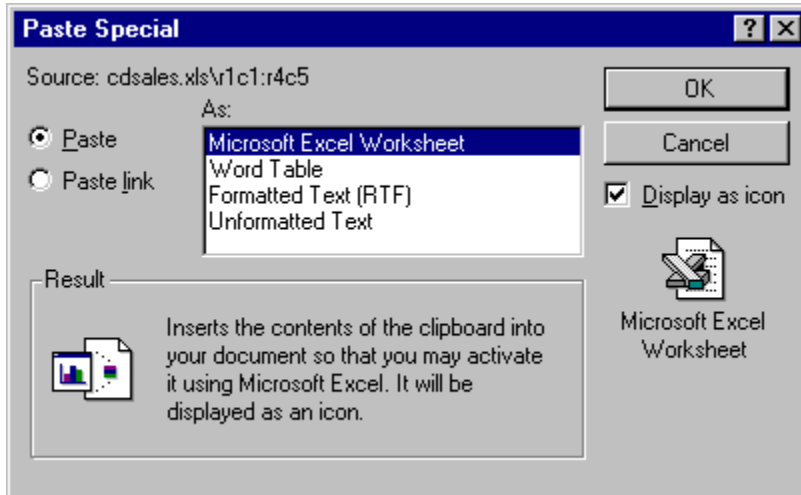 Paste Special
Source: cdsales.xls\r1c1:r4c5
As:
Paste
Paste link
Microsoft Excel Worksheet
Word Table
Formatted Text (RTF)
Unformatted Text
OK
Cancel
Display as icon
Microsoft Excel
Worksheet
Result
Inserts the contents of the clipboard into
your document so that you may activate
it using Microsoft Excel. It will be
displayed as an icon.